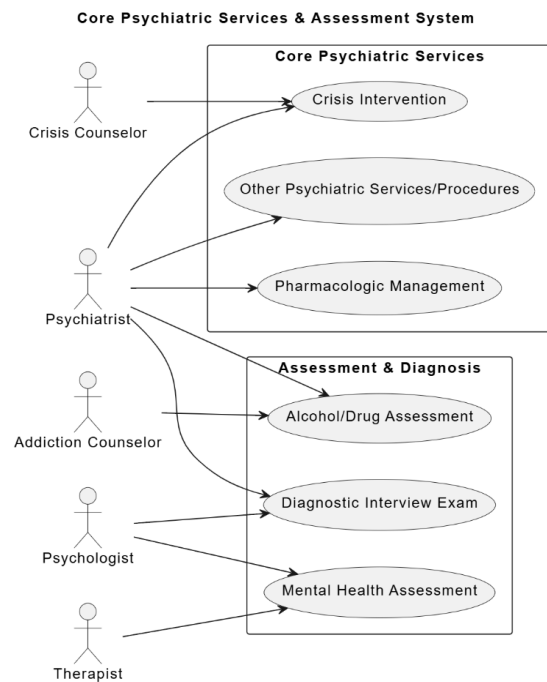 Core Psychiatric Services & Assessment System
Core Psychiatric Services
Crisis Intervention
Crisis Counselor
Other Psychiatric Services/Procedures
Pharmacologic Management
Psychiatrist
Assessment & Diagnosis
Alcohol/Drug Assessment
Addiction Counselor
Diagnostic Interview Exam
Psychologist
Mental Health Assessment
Therapist